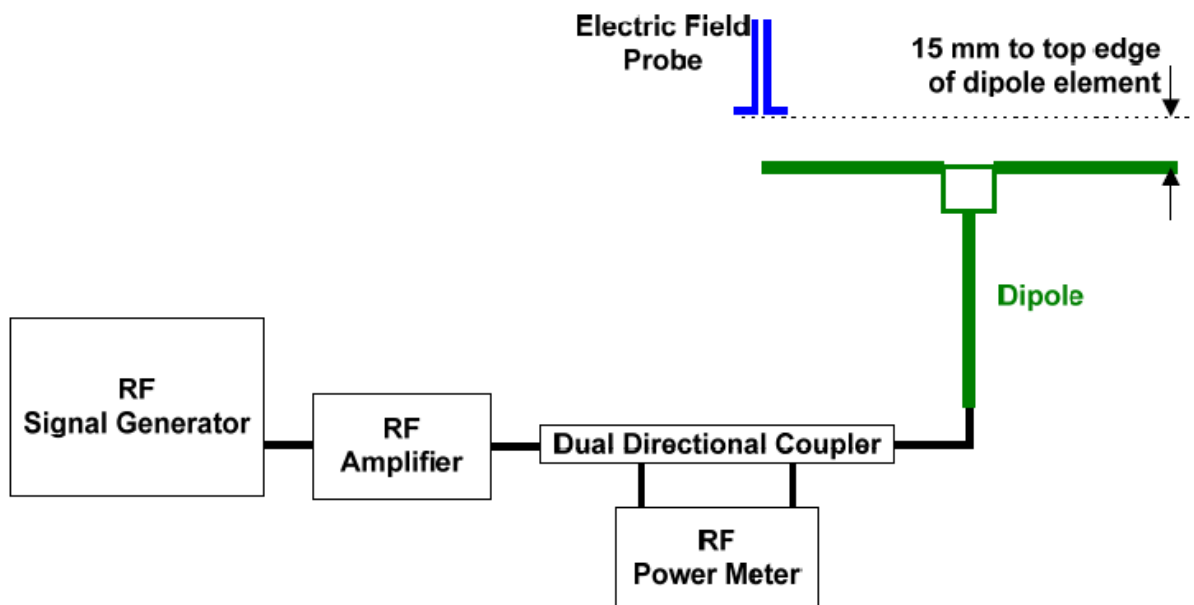 Electric Field
Probe
15 mm to top edge
of dipole element
Dipole
RF
Signal Generator
RF
Amplifier
Dual Directional Coupler
RF
Power Meter